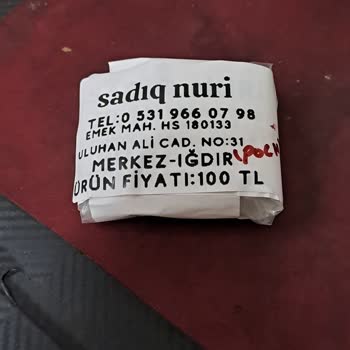 sadıq nuri
TEL:0 531 966 07 98
EMEK MAH. HS 180133
ULUHAN ALİ CAD. NO:31
MERKEZ-IĞDIR
ÜRÜN FİYATI:100 TL